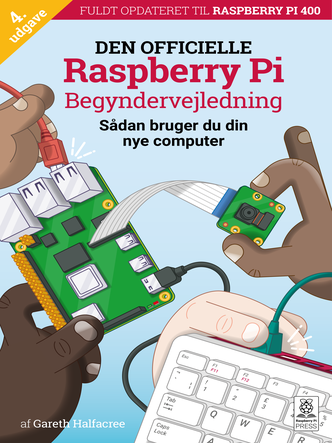 4.
udgave
FULDT OPDATERET TIL RASPBERRY PI 400
DEN OFFICIELLE
Raspberry Pi
Begyndervejledning
Sådan bruger du din
nye computer
af Gareth Halfacree
Raspberry Pi
PRESS